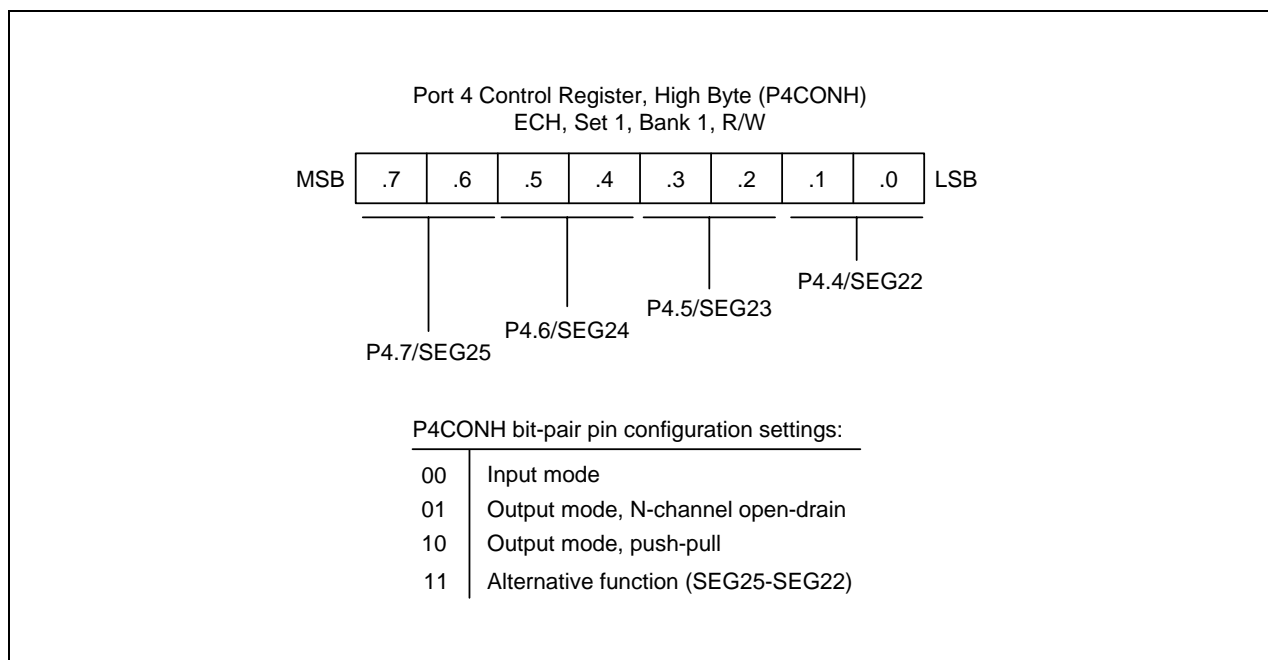 Port 4 Control Register, High Byte (P4CONH)
ECH, Set 1, Bank 1, R/W
MSB .7 .6 .5 .4 .3 .2 .1 .0 LSB
P4.4/SEG22
P4.5/SEG23
P4.6/SEG24
P4.7/SEG25
P4CONH bit-pair pin configuration settings:
00 Input mode
01 Output mode, N-channel open-drain
10 Output mode, push-pull
11 Alternative function (SEG25-SEG22)